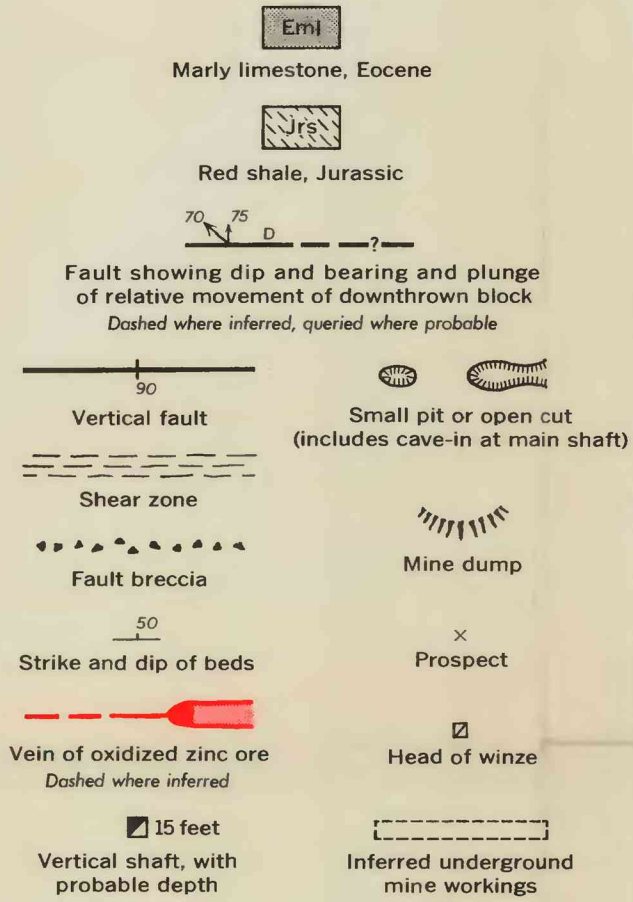 Eml
Marly limestone, Eocene
Jrs
Red shale, Jurassic
70 75
D
?
Fault showing dip and bearing and plunge
of relative movement of downthrown block
Dashed where inferred, queried where probable
90
Vertical fault
Small pit or open cut
(includes cave-in at main shaft)
Shear zone
Fault breccia
Mine dump
50
Strike and dip of beds
Prospect
Vein of oxidized zinc ore
Dashed where inferred
Head of winze
15 feet
Vertical shaft, with
probable depth
Inferred underground
mine workings